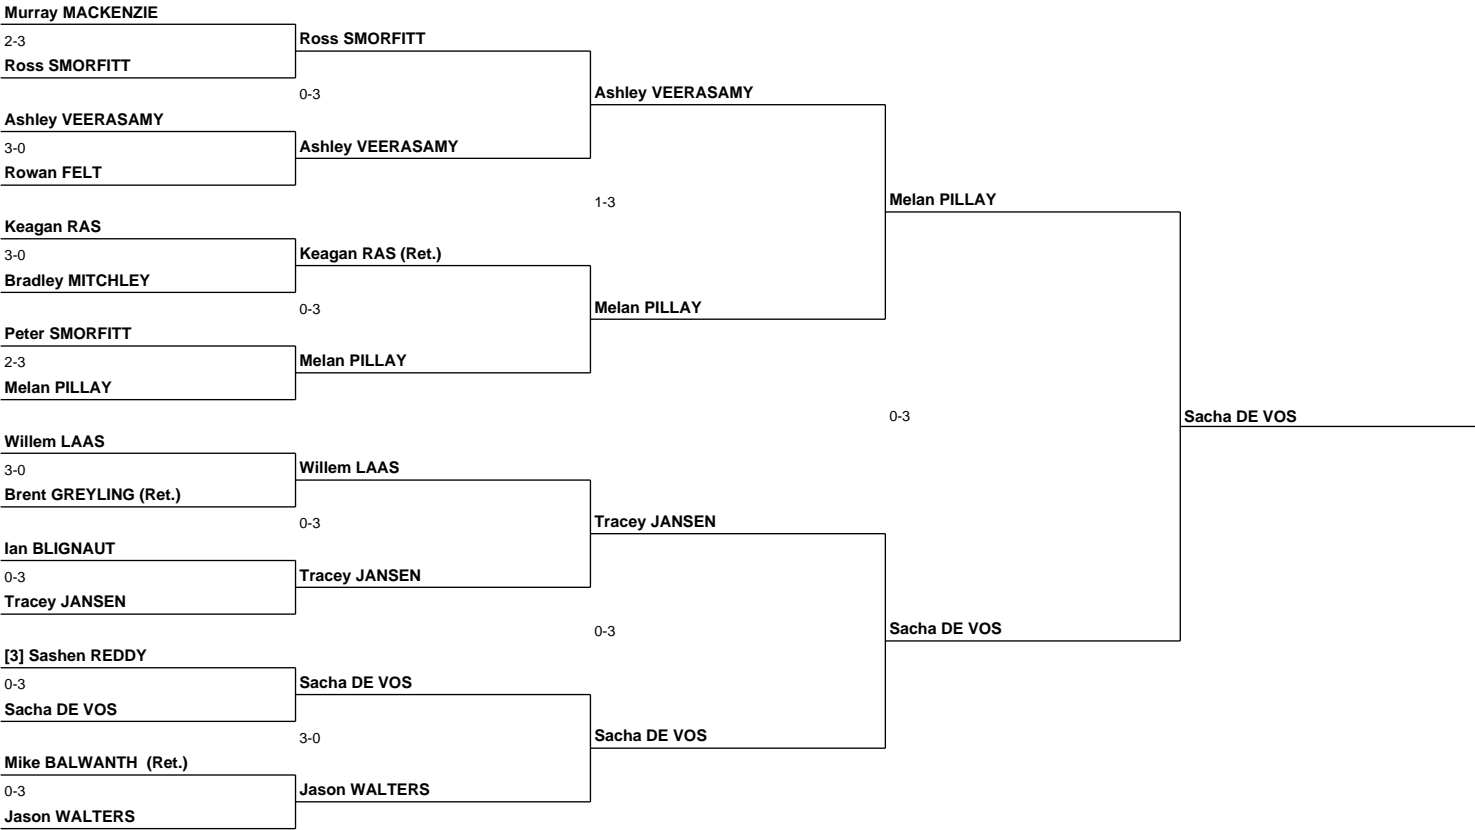 Murray MACKENZIE
2-3
Ross SMORFITT
Ashley VEERASAMY
3-0
Rowan FELT
Keagan RAS
3-0
Bradley MITCHLEY
Peter SMORFITT
2-3
Melan PILLAY
Willem LAAS
3-0
Brent GREYLING (Ret.)
Ian BLIGNAUT
0-3
Tracey JANSEN
[3] Sashen REDDY
0-3
Sacha DE VOS
Mike BALWANTH (Ret.)
0-3
Jason WALTERS
Ross SMORFITT
0-3
Ashley VEERASAMY
Keagan RAS (Ret.)
0-3
Melan PILLAY
Willem LAAS
0-3
Tracey JANSEN
Sacha DE VOS
3-0
Jason WALTERS
Ashley VEERASAMY
1-3
Melan PILLAY
Tracey JANSEN
0-3
Sacha DE VOS
Melan PILLAY
0-3
Sacha DE VOS
Sacha DE VOS